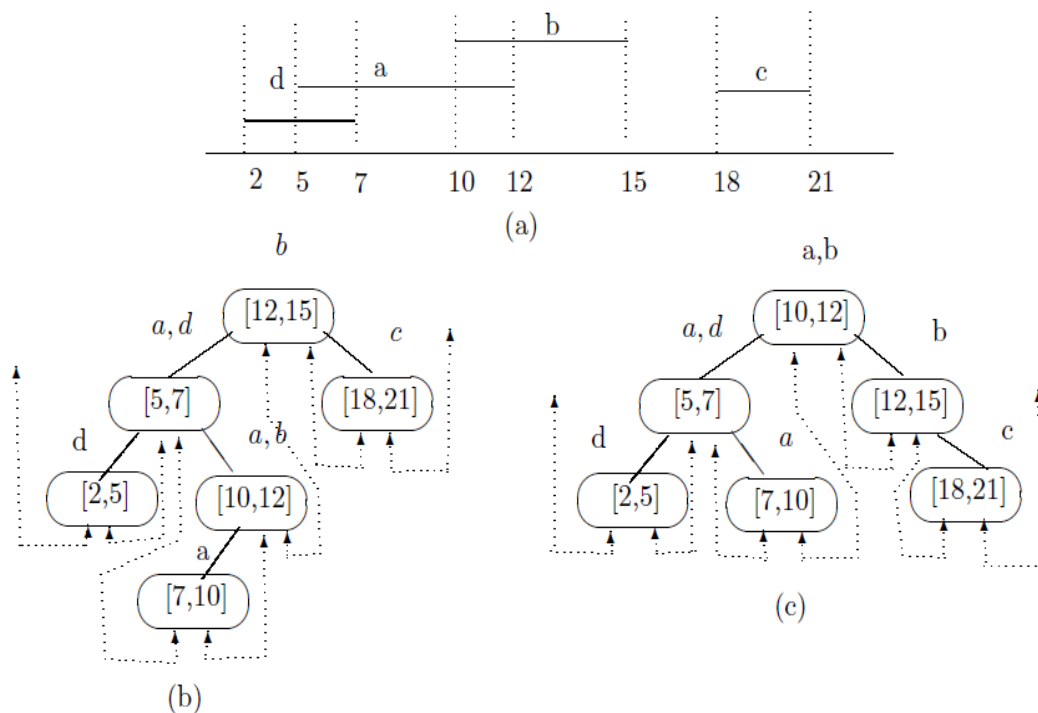 b
d a c
2 5 7 10 12 15 18 21
(a)
b
[12,15]
a, d c
[5,7] [18,21]
d a, b
[2,5] [10,12]
a
[7,10]
(b)
a,b
[10,12]
a, d b
[5,7] [12,15]
d a c
[2,5] [7,10] [18,21]
(c)